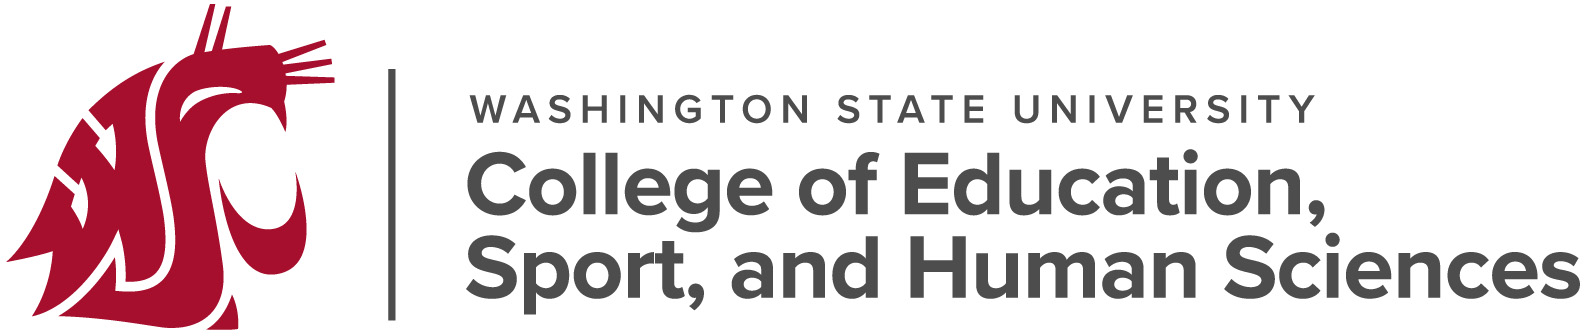 WASHINGTON STATE UNIVERSITY
College of Education,
Sport, and Human Sciences